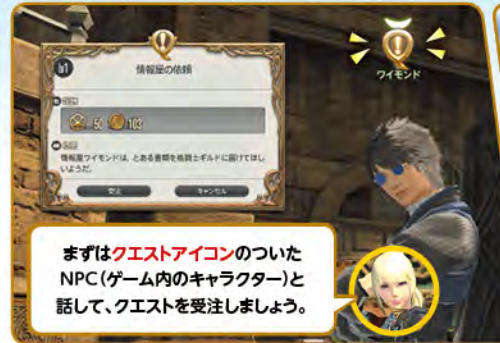 Lv1
情報屋の依頼
50 103
情報屋ワイモンドは、とある書類を格闘士ギルドに届けてほし
いようだ。
受注 キャンセル
ワイモンド
まずはクエストアイコンのついた
NPC(ゲーム内のキャラクター)と
話して、クエストを受注しましょう。